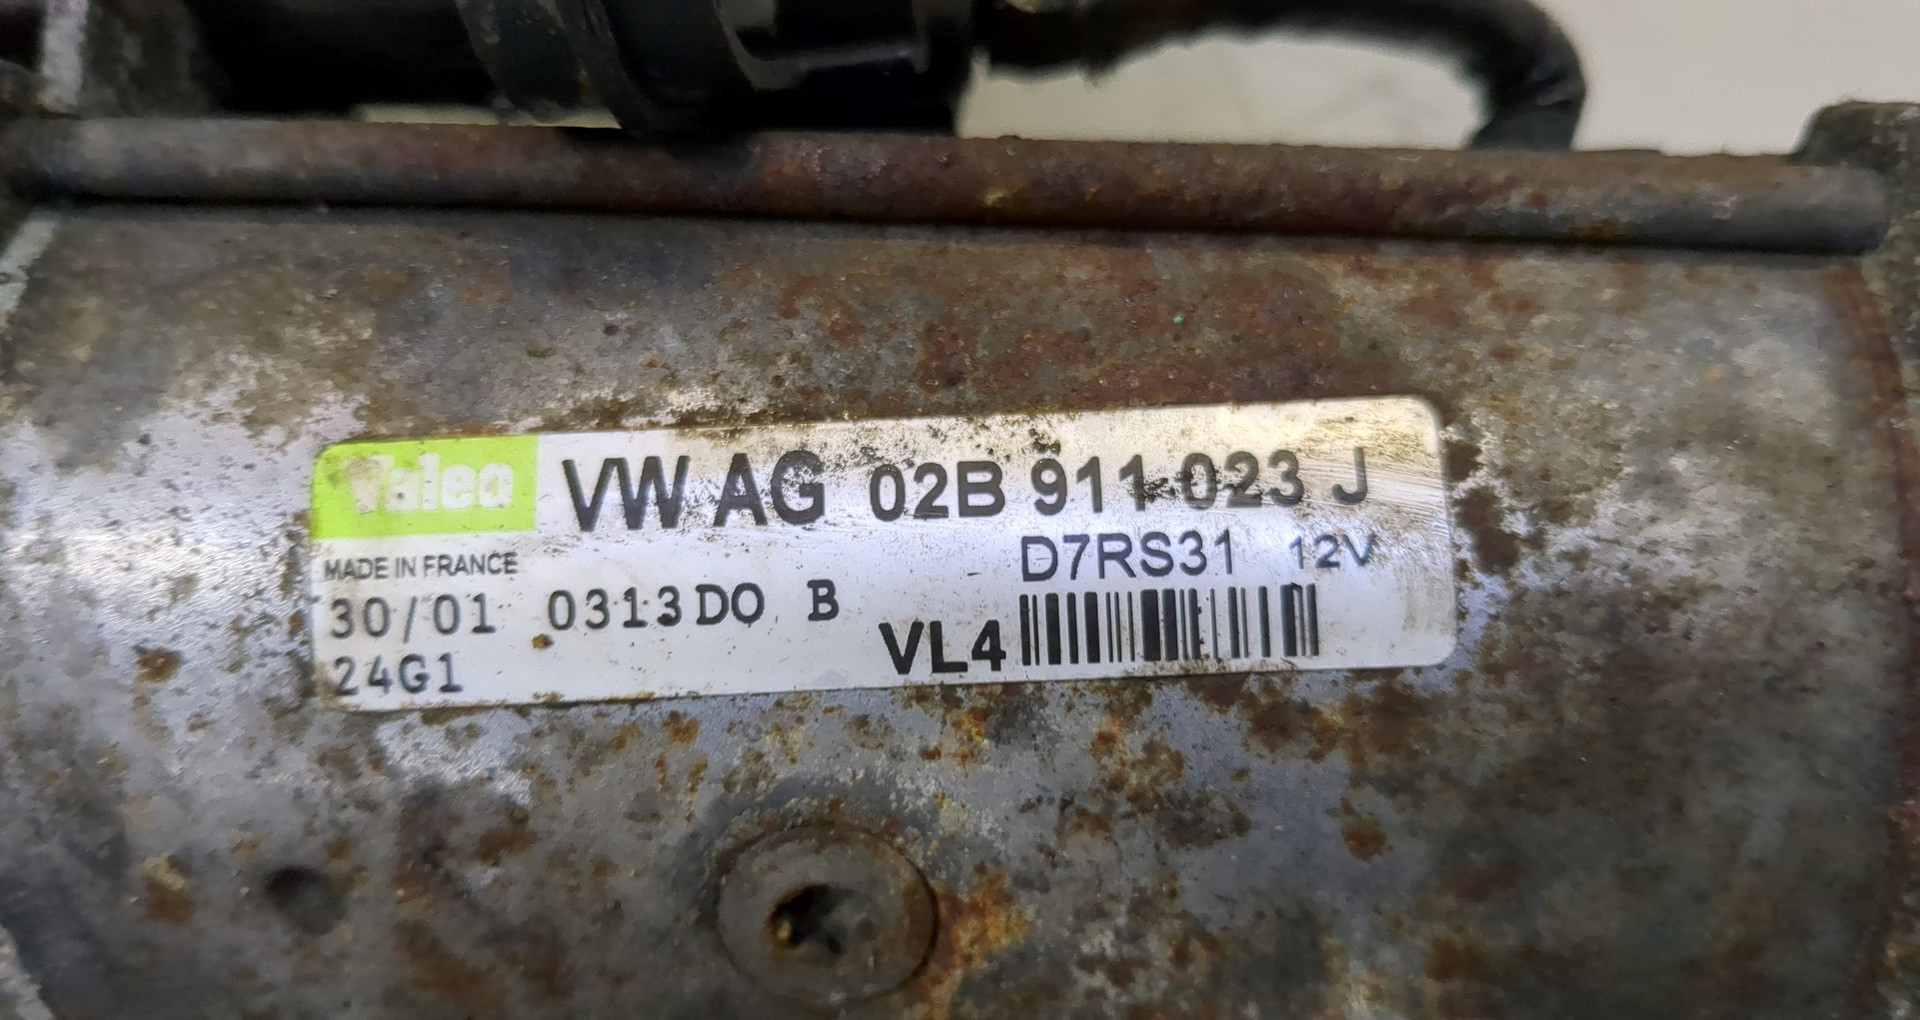 Valeo VW AG 02B 911 023 J
D7RS31 12V
MADE IN FRANCE
30/01 0313DO B
VL4
24G1